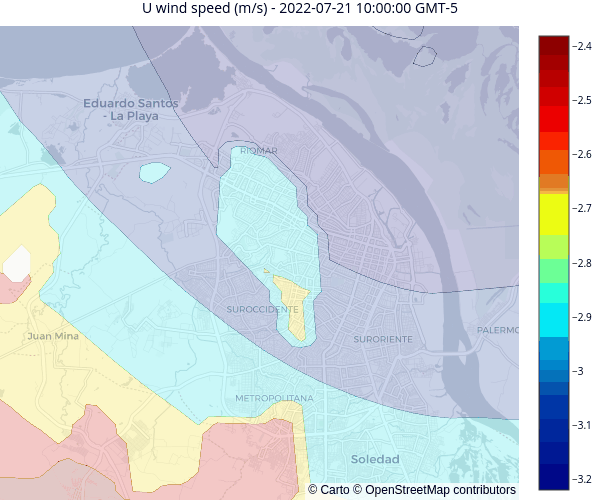 U wind speed (m/s) - 2022-07-21 10:00:00 GMT-5
−2.4
Eduardo Santos
- La Playa
−2.5
RIOMAR
−2.6
−2.7
−2.8
SUROCCIDENTE
−2.9
Juan Mina
SURORIENTE
PALERMO
−3
METROPOLITANA
−3.1
Soledad
−3.2
© Carto © OpenStreetMap contributors